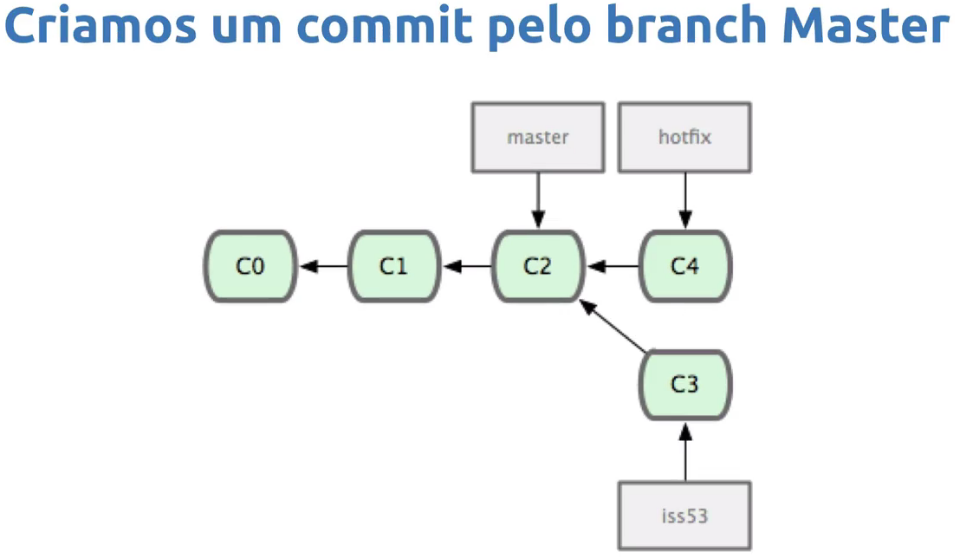 Criamos um commit pelo branch Master
master hotfix
C0 C1 C2 C4
C3
iss53